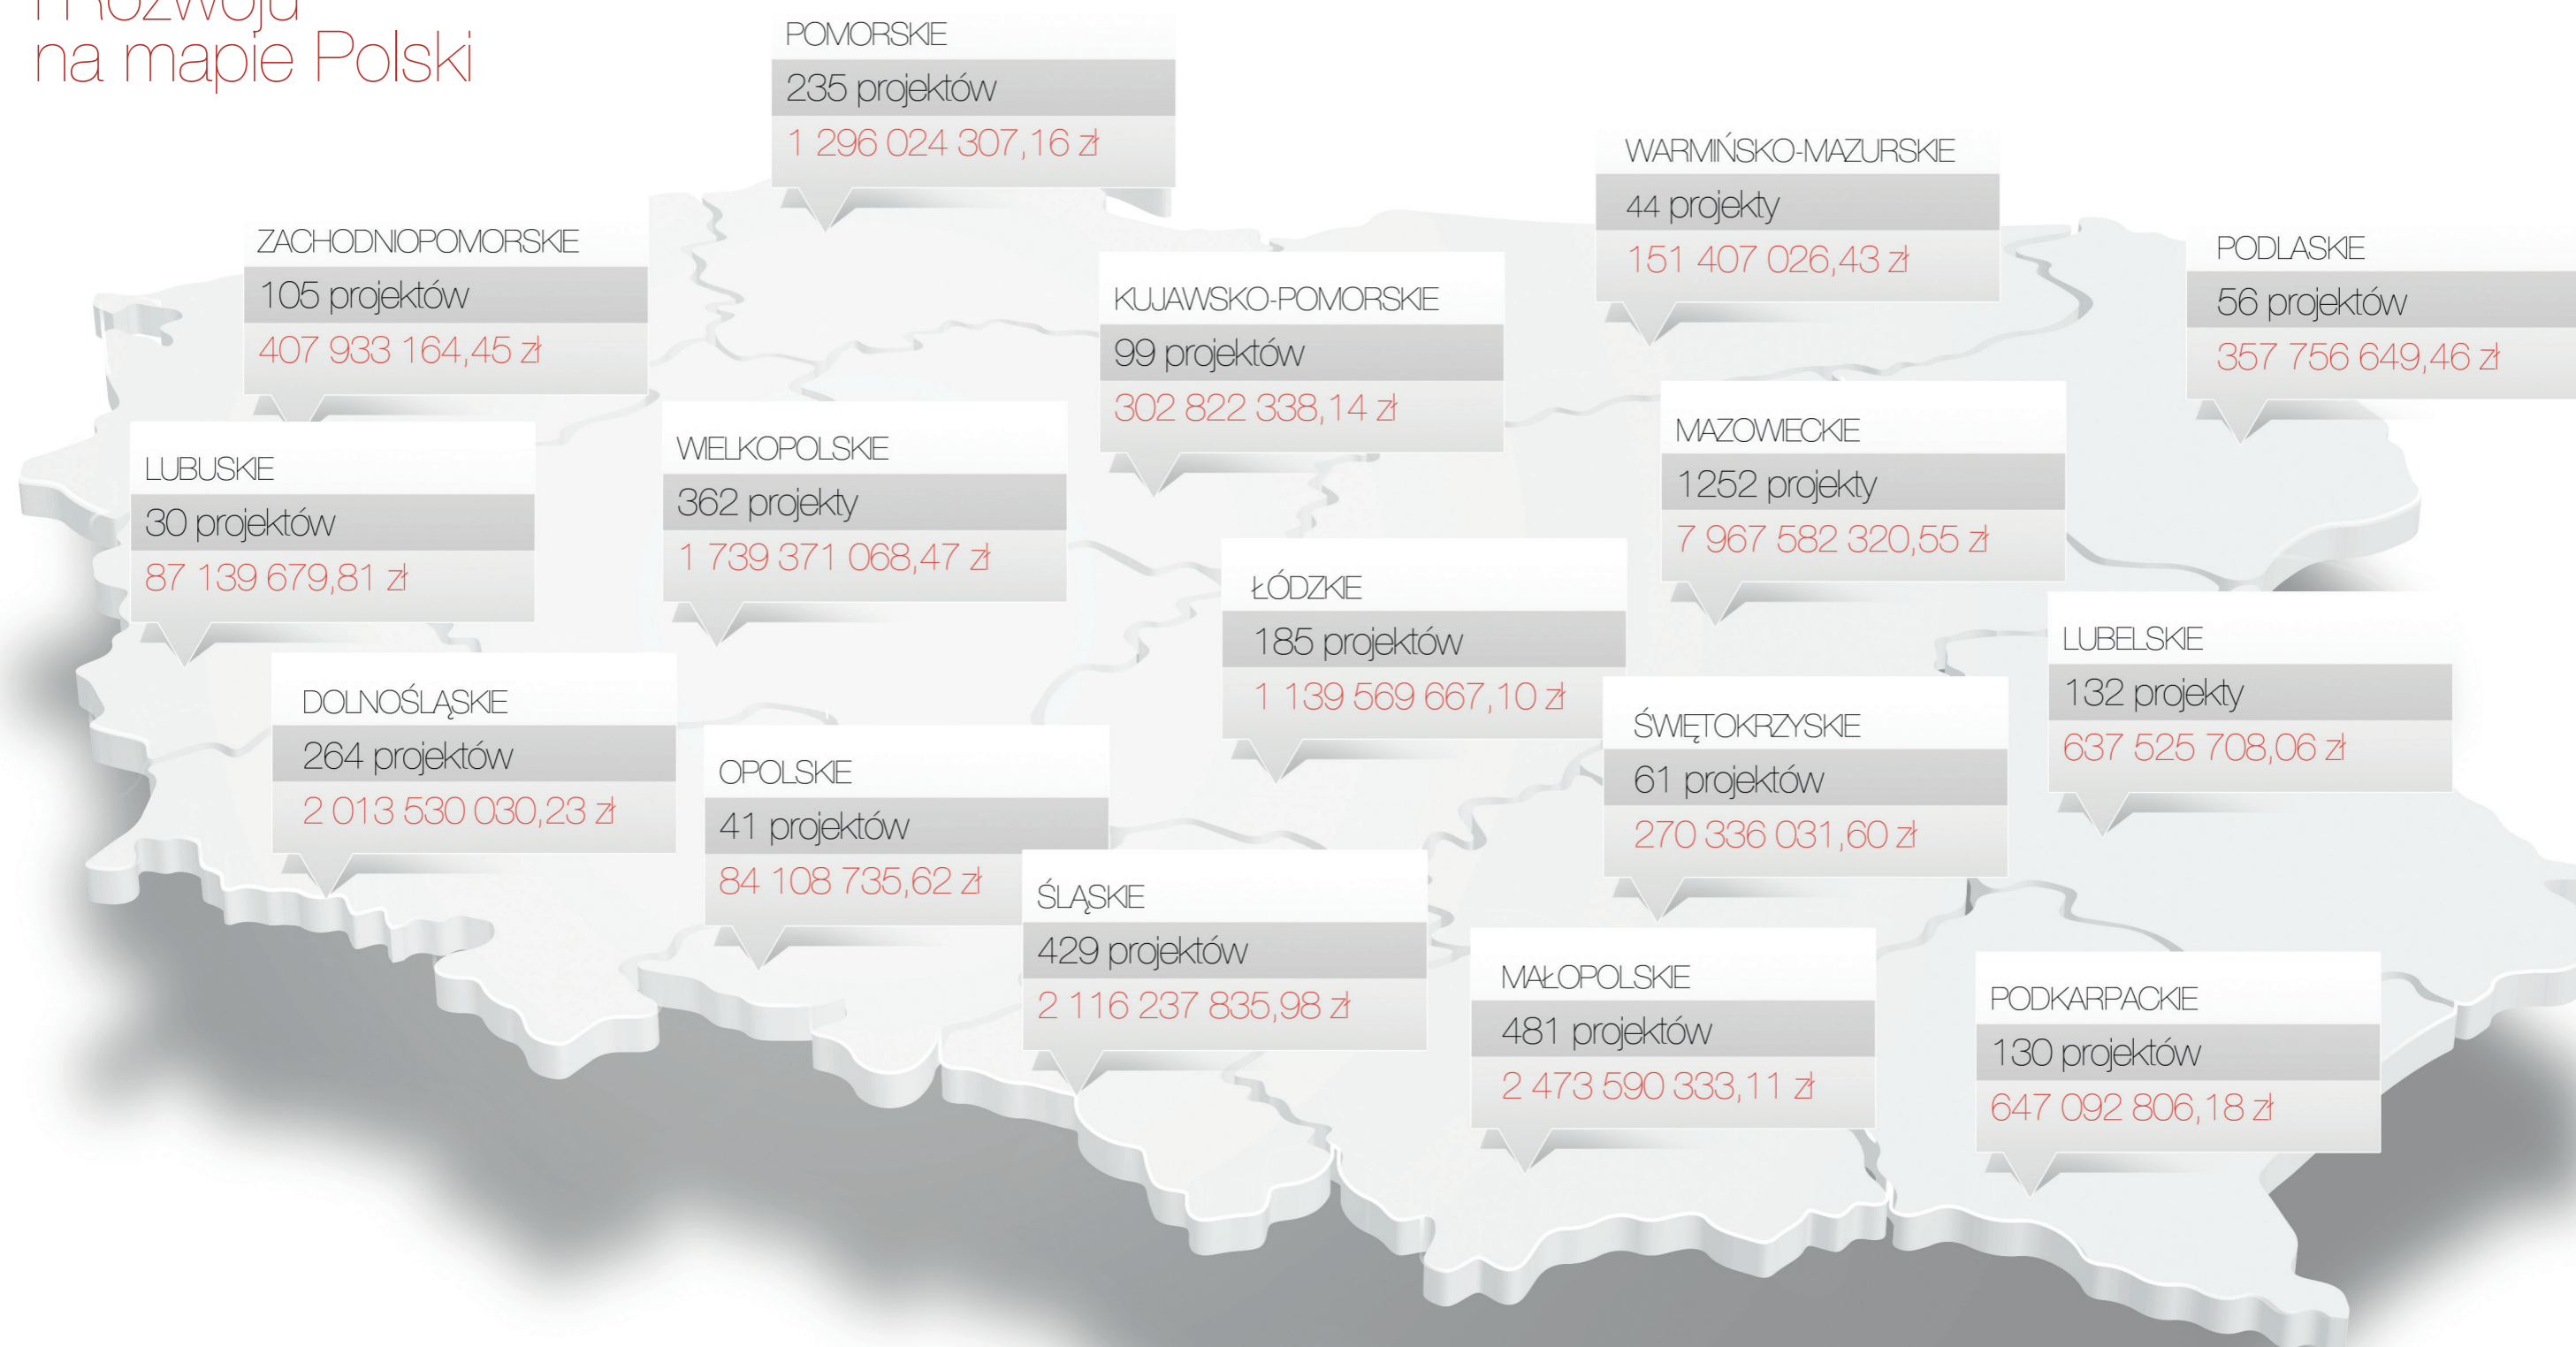 i Rozwoju
na mapie Polski
POMORSKIE
235 projektów
1 296 024 307,16 zł
WARMIŃSKO-MAZURSKIE
44 projekty
151 407 026,43 zł
ZACHODNIOPOMORSKIE
105 projektów
407 933 164,45 zł
PODLASKIE
56 projektów
357 756 649,46 zł
KUJAWSKO-POMORSKIE
99 projektów
302 822 338,14 zł
MAZOWIECKIE
1252 projekty
7 967 582 320,55 zł
WIELKOPOLSKIE
362 projekty
1 739 371 068,47 zł
LUBUSKIE
30 projektów
87 139 679,81 zł
ŁÓDZKIE
185 projektów
1 139 569 667,10 zł
LUBELSKIE
132 projekty
637 525 708,06 zł
DOLNOŚLĄSKIE
264 projektów
2 013 530 030,23 zł
ŚWIĘTOKRZYSKIE
61 projektów
270 336 031,60 zł
OPOLSKIE
41 projektów
84 108 735,62 zł
ŚLĄSKIE
429 projektów
2 116 237 835,98 zł
MAŁOPOLSKIE
481 projektów
2 473 590 333,11 zł
PODKARPACKIE
130 projektów
647 092 806,18 zł